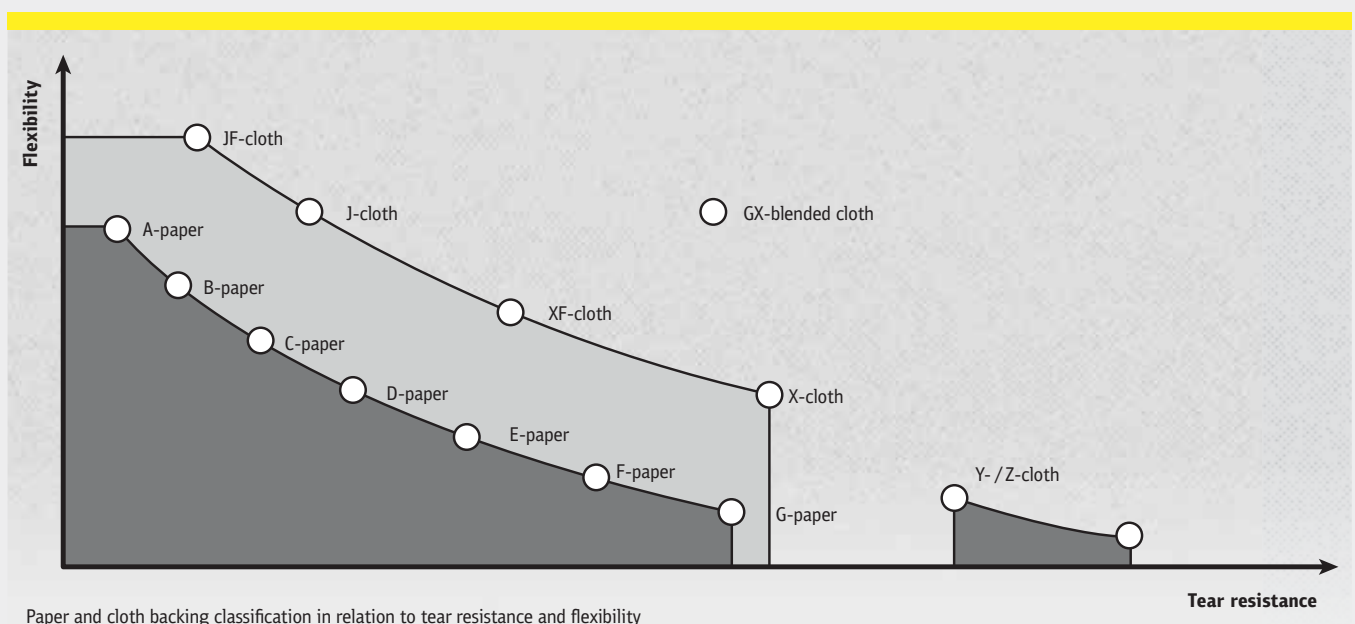 Flexibility
JF-cloth
J-cloth
GX-blended cloth
A-paper
B-paper
XF-cloth
C-paper
D-paper
X-cloth
E-paper
F-paper
Y- / Z-cloth
G-paper
Tear resistance
Paper and cloth backing classification in relation to tear resistance and flexibility